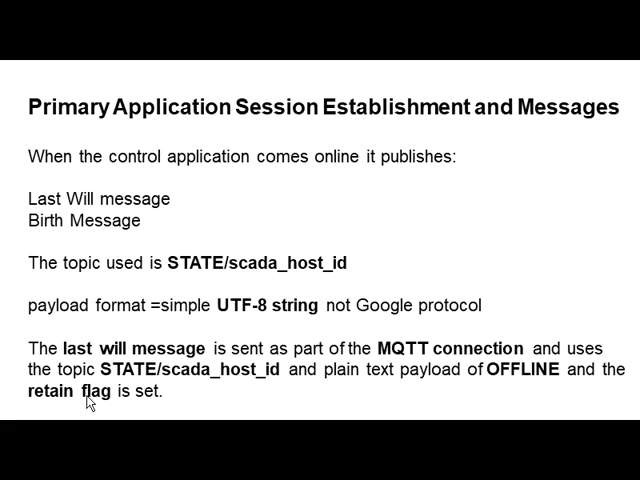 Primary Application Session Establishment and Messages
When the control application comes online it publishes:
Last Will message
Birth Message
The topic used is STATE/scada_host_id
payload format =simple UTF-8 string not Google protocol
The last will message is sent as part of the MQTT connection and uses
the topic STATE/scada_host_id and plain text payload of OFFLINE and the
retain flag is set.